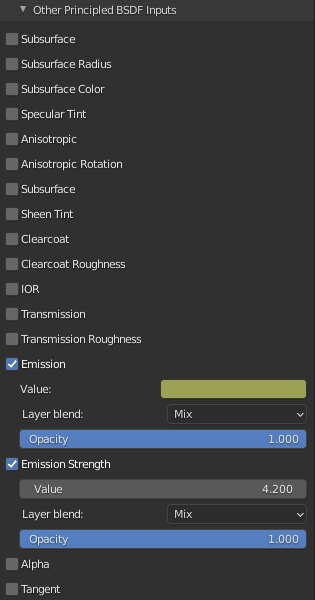 Other Principled BSDF Inputs
Subsurface
Subsurface Radius
Subsurface Color
Specular Tint
Anisotropic
Anisotropic Rotation
Subsurface
Sheen Tint
Clearcoat
Clearcoat Roughness
IOR
Transmission
Transmission Roughness
Emission
Value:
Layer blend: Mix
Opacity 1.000
Emission Strength
Value 4.200
Layer blend: Mix
Opacity 1.000
Alpha
Tangent